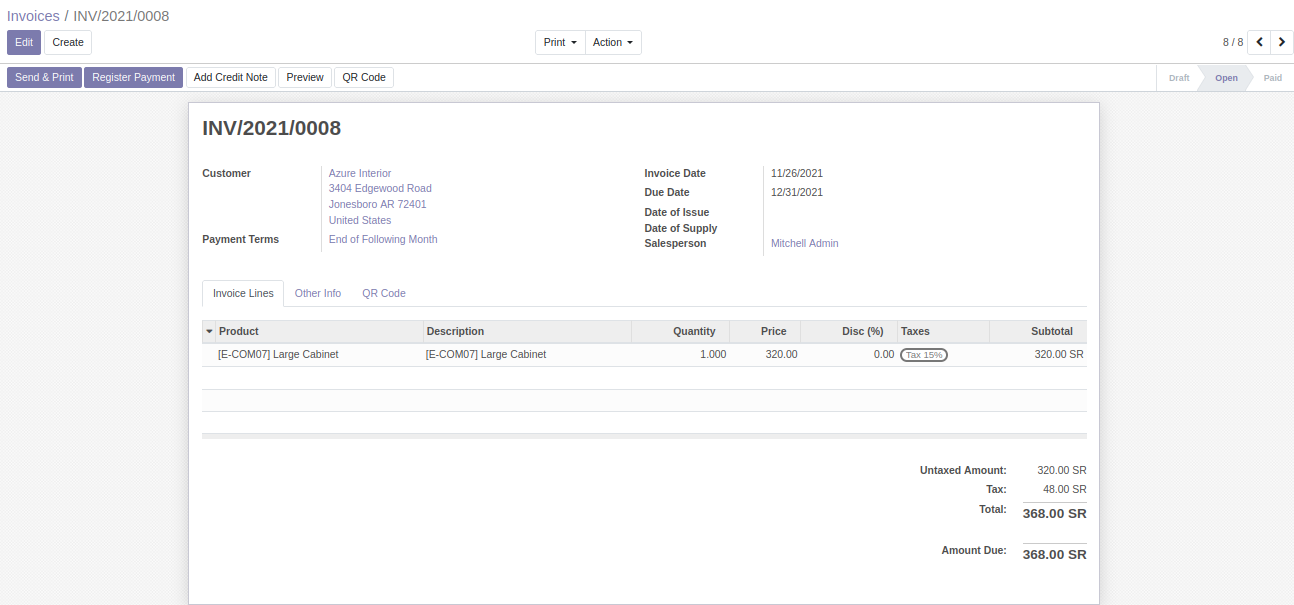 Invoices / INV/2021/0008
Edit Create Print Action 8 / 8
Send & Print Register Payment Add Credit Note Preview QR Code Draft Open Paid
INV/2021/0008
Customer Azure Interior Invoice Date 11/26/2021
3404 Edgewood Road Due Date 12/31/2021
Jonesboro AR 72401 Date of Issue
United States Date of Supply
Payment Terms End of Following Month Salesperson Mitchell Admin
Invoice Lines Other Info QR Code
Product Description Quantity Price Disc (%) Taxes Subtotal
[E-COM07] Large Cabinet [E-COM07] Large Cabinet 1.000 320.00 0.00 Tax 15% 320.00 SR
Untaxed Amount: 320.00 SR
Tax: 48.00 SR
Total: 368.00 SR
Amount Due: 368.00 SR